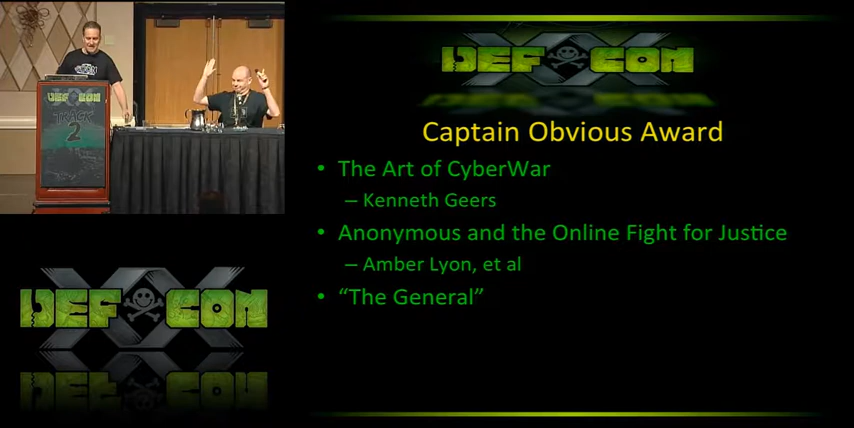 DEF CON
TRACK
2
DEF CON
XX
DEF CON
Captain Obvious Award
• The Art of CyberWar
– Kenneth Geers
• Anonymous and the Online Fight for Justice
– Amber Lyon, et al
• “The General”